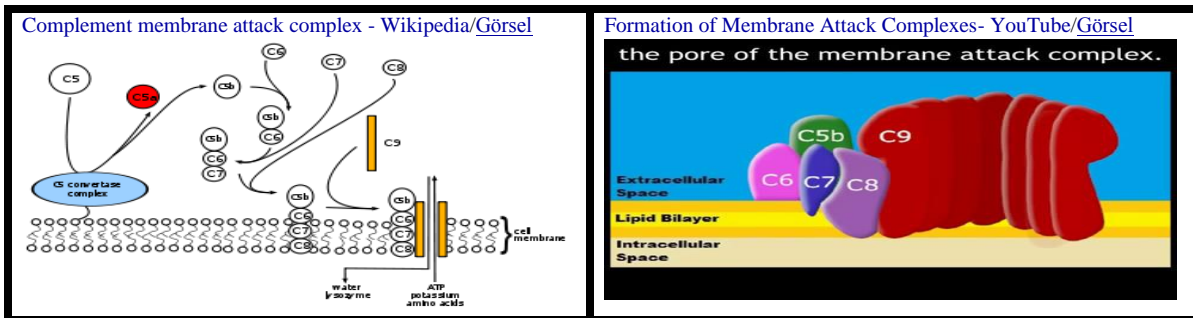 Complement membrane attack complex - Wikipedia/Görsel
C5
C5a
C5b
C6
C7
C8
C5b
C6
C5b
C6
C7
C9
C5 convertase
complex
C5b
C6
C7
C8
C5b
C6
C7
C8
cell
membrane
water
lysozyme
ATP
potassium
amino acids
Formation of Membrane Attack Complexes- YouTube/Görsel
the pore of the membrane attack complex.
C5b
C9
C6
C7
C8
Extracellular
Space
Lipid Bilayer
Intracellular
Space